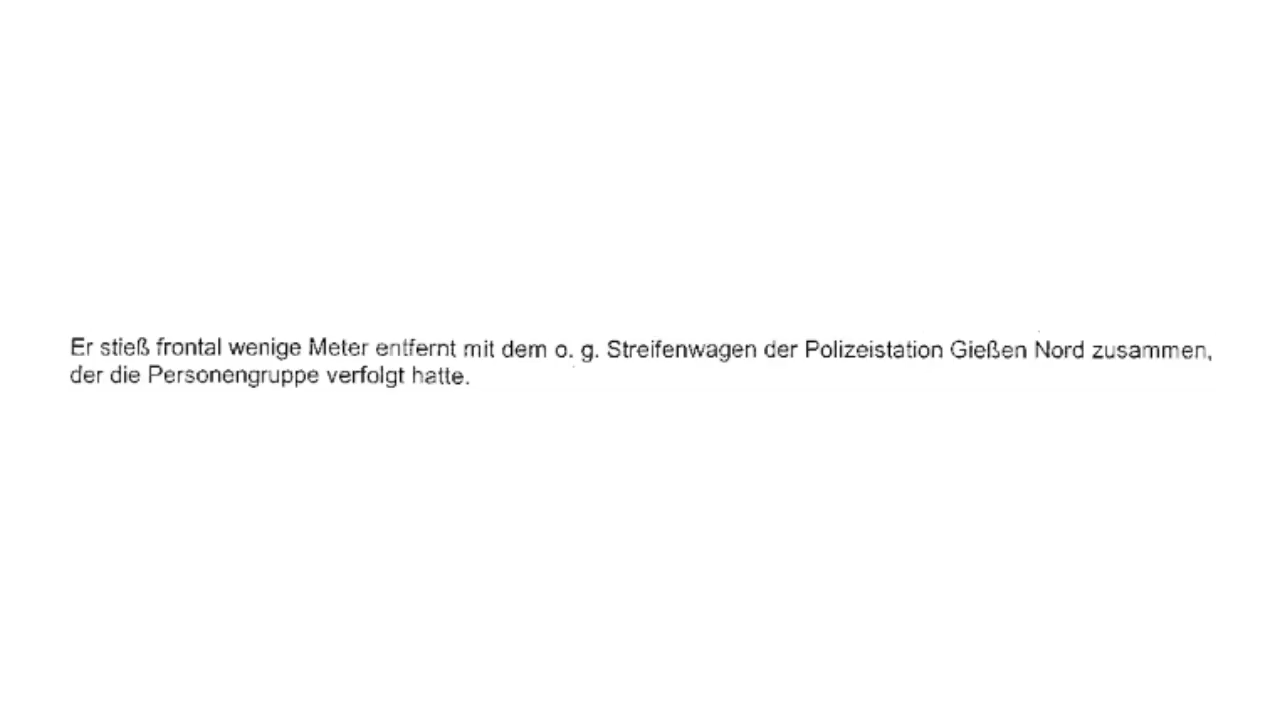 Er stieß frontal wenige Meter entfernt mit dem o. g. Streifenwagen der Polizeistation Gießen Nord zusammen,
der die Personengruppe verfolgt hatte.